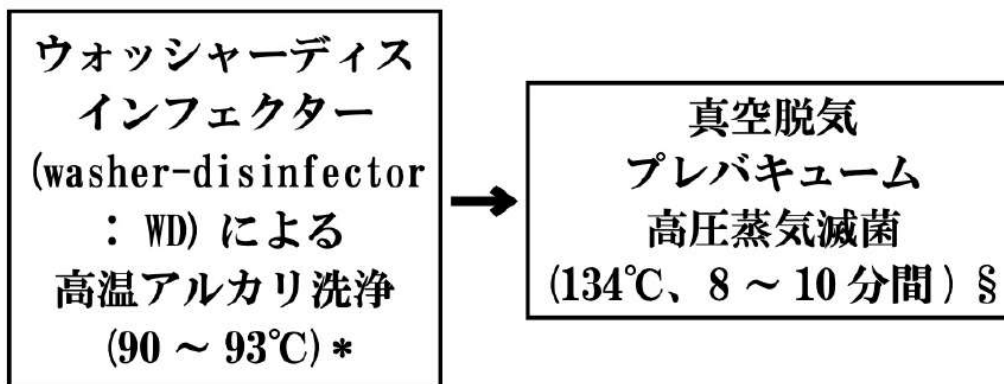 ウォッシャーディス
インフェクター
(washer-disinfector
：WD) による
高温アルカリ洗浄
(90 ～ 93℃)*
真空脱気
プレバキューム
高圧蒸気滅菌
(134℃、8 ～ 10 分間) §